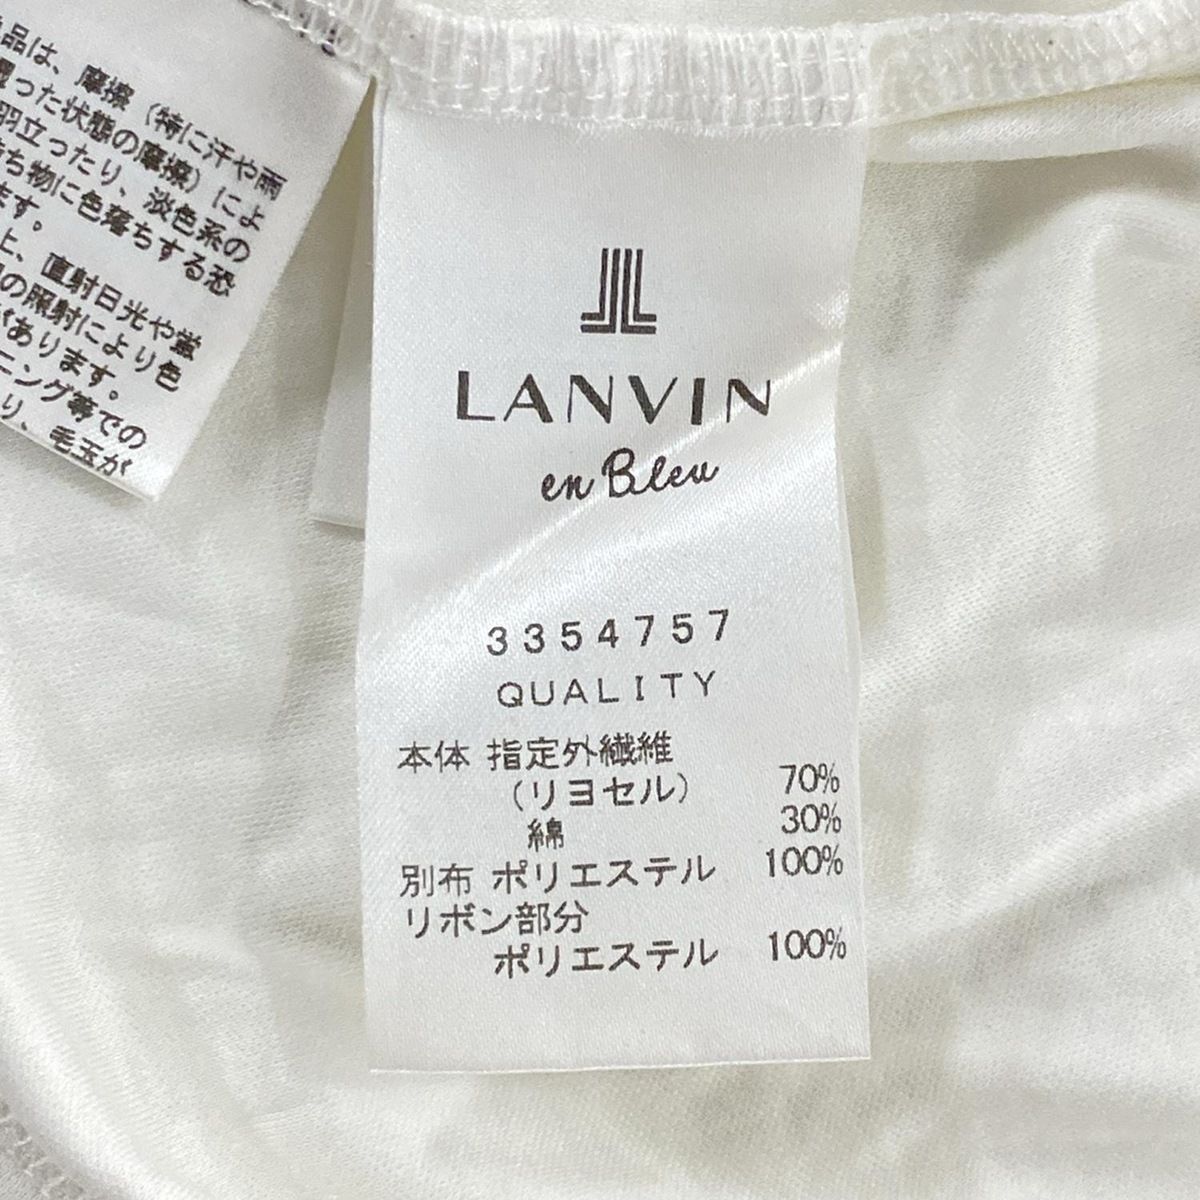 品は、摩擦（特に汗や雨
った状態の摩擦）によ
羽立ったり、淡色系の
ち物に色落ちする恐
ます。
上、直射日光や蛍
の照射により色
があります。
ニング等での
り、毛玉が
LANVIN
en Bleu
3354757
QUALITY
本体 指定外繊維
（リヨセル） 70%
綿 30%
別布 ポリエステル 100%
リボン部分
ポリエステル 100%